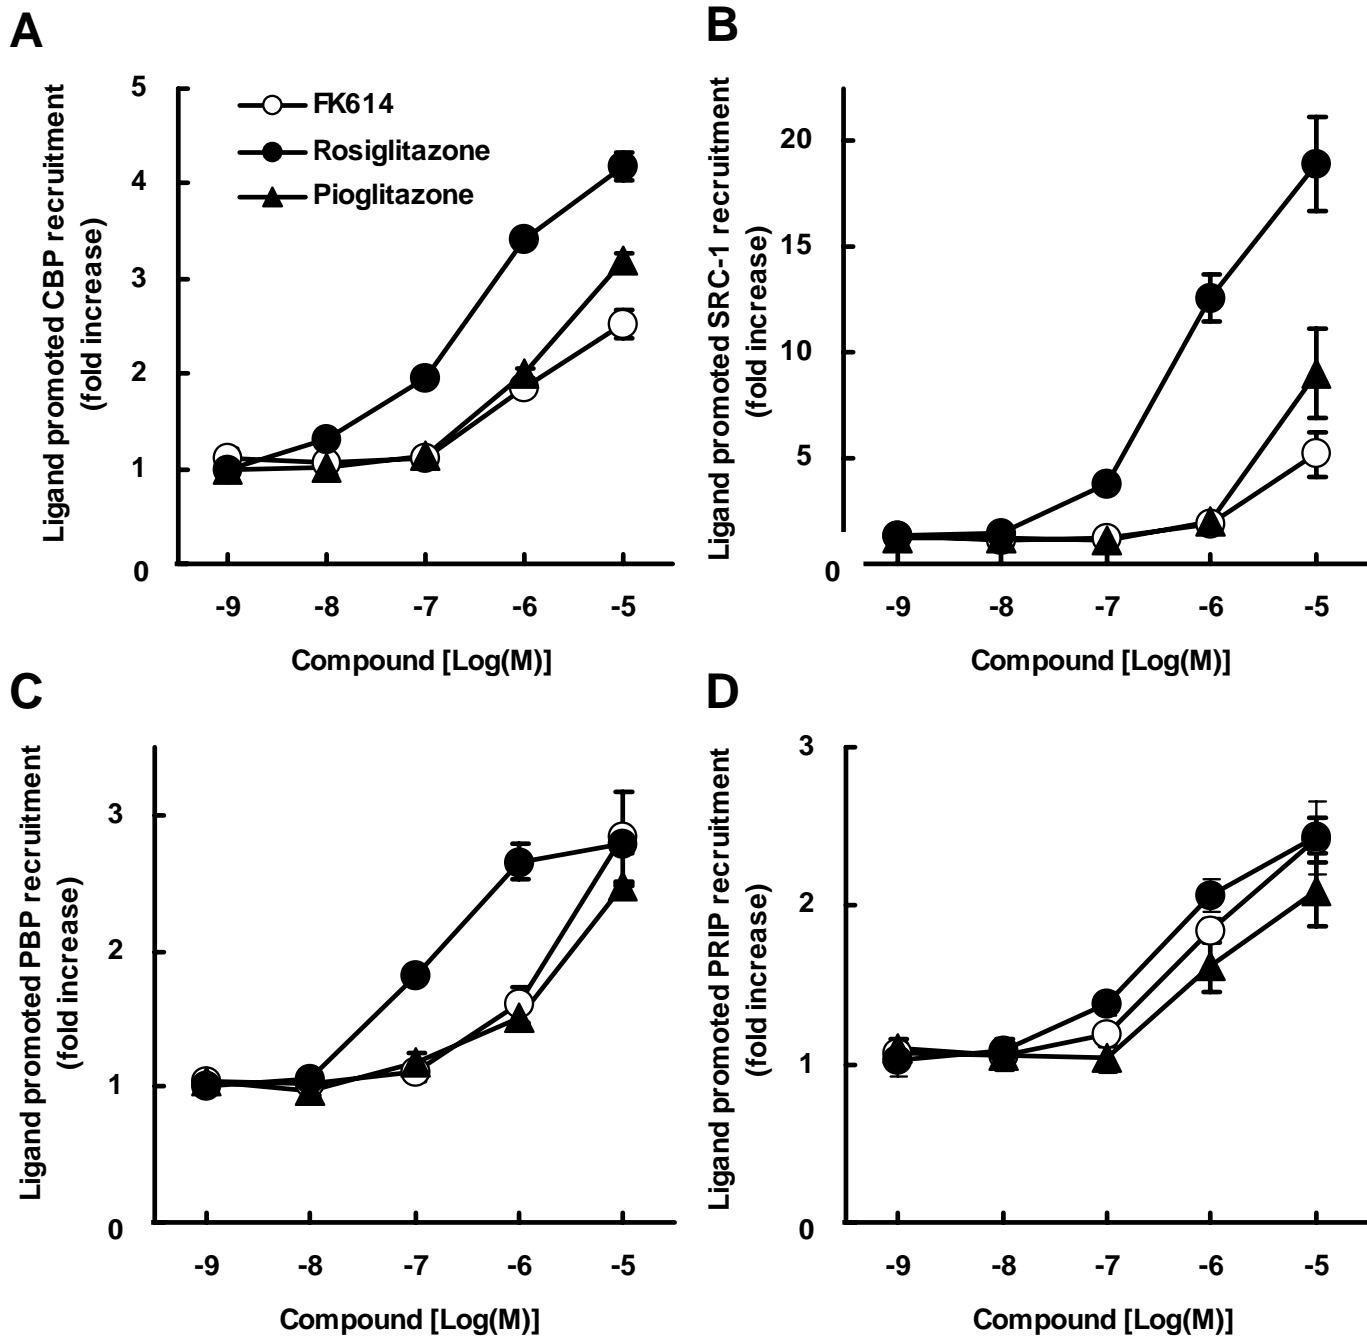 A
Ligand promoted CBP recruitment
(fold increase)
5
4
3
2
1
0
FK614
Rosiglitazone
Pioglitazone
-9 -8 -7 -6 -5
Compound [Log(M)]
B
Ligand promoted SRC-1 recruitment
(fold increase)
20
15
10
5
0
-9 -8 -7 -6 -5
Compound [Log(M)]
C
Ligand promoted PBP recruitment
(fold increase)
3
2
1
0
-9 -8 -7 -6 -5
Compound [Log(M)]
D
Ligand promoted PRIP recruitment
(fold increase)
3
2
1
0
-9 -8 -7 -6 -5
Compound [Log(M)]